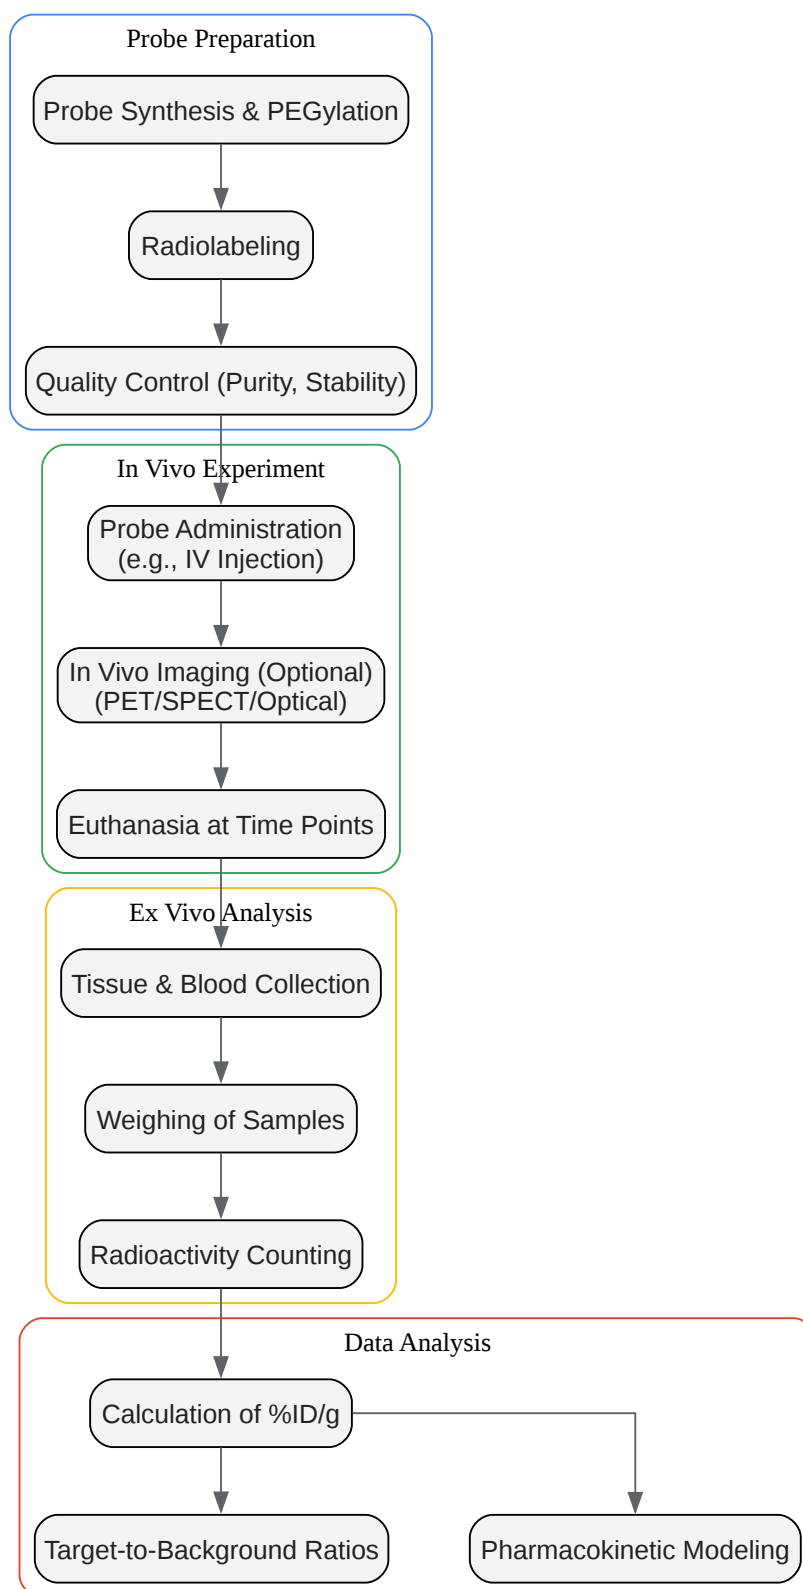 Probe Preparation
Probe Synthesis & PEGylation
Radiolabeling
Quality Control (Purity, Stability)
In Vivo Experiment
Probe Administration
(e.g., IV Injection)
In Vivo Imaging (Optional)
(PET/SPECT/Optical)
Euthanasia at Time Points
Ex Vivo Analysis
Tissue & Blood Collection
Weighing of Samples
Radioactivity Counting
Data Analysis
Calculation of %ID/g
Target-to-Background Ratios
Pharmacokinetic Modeling